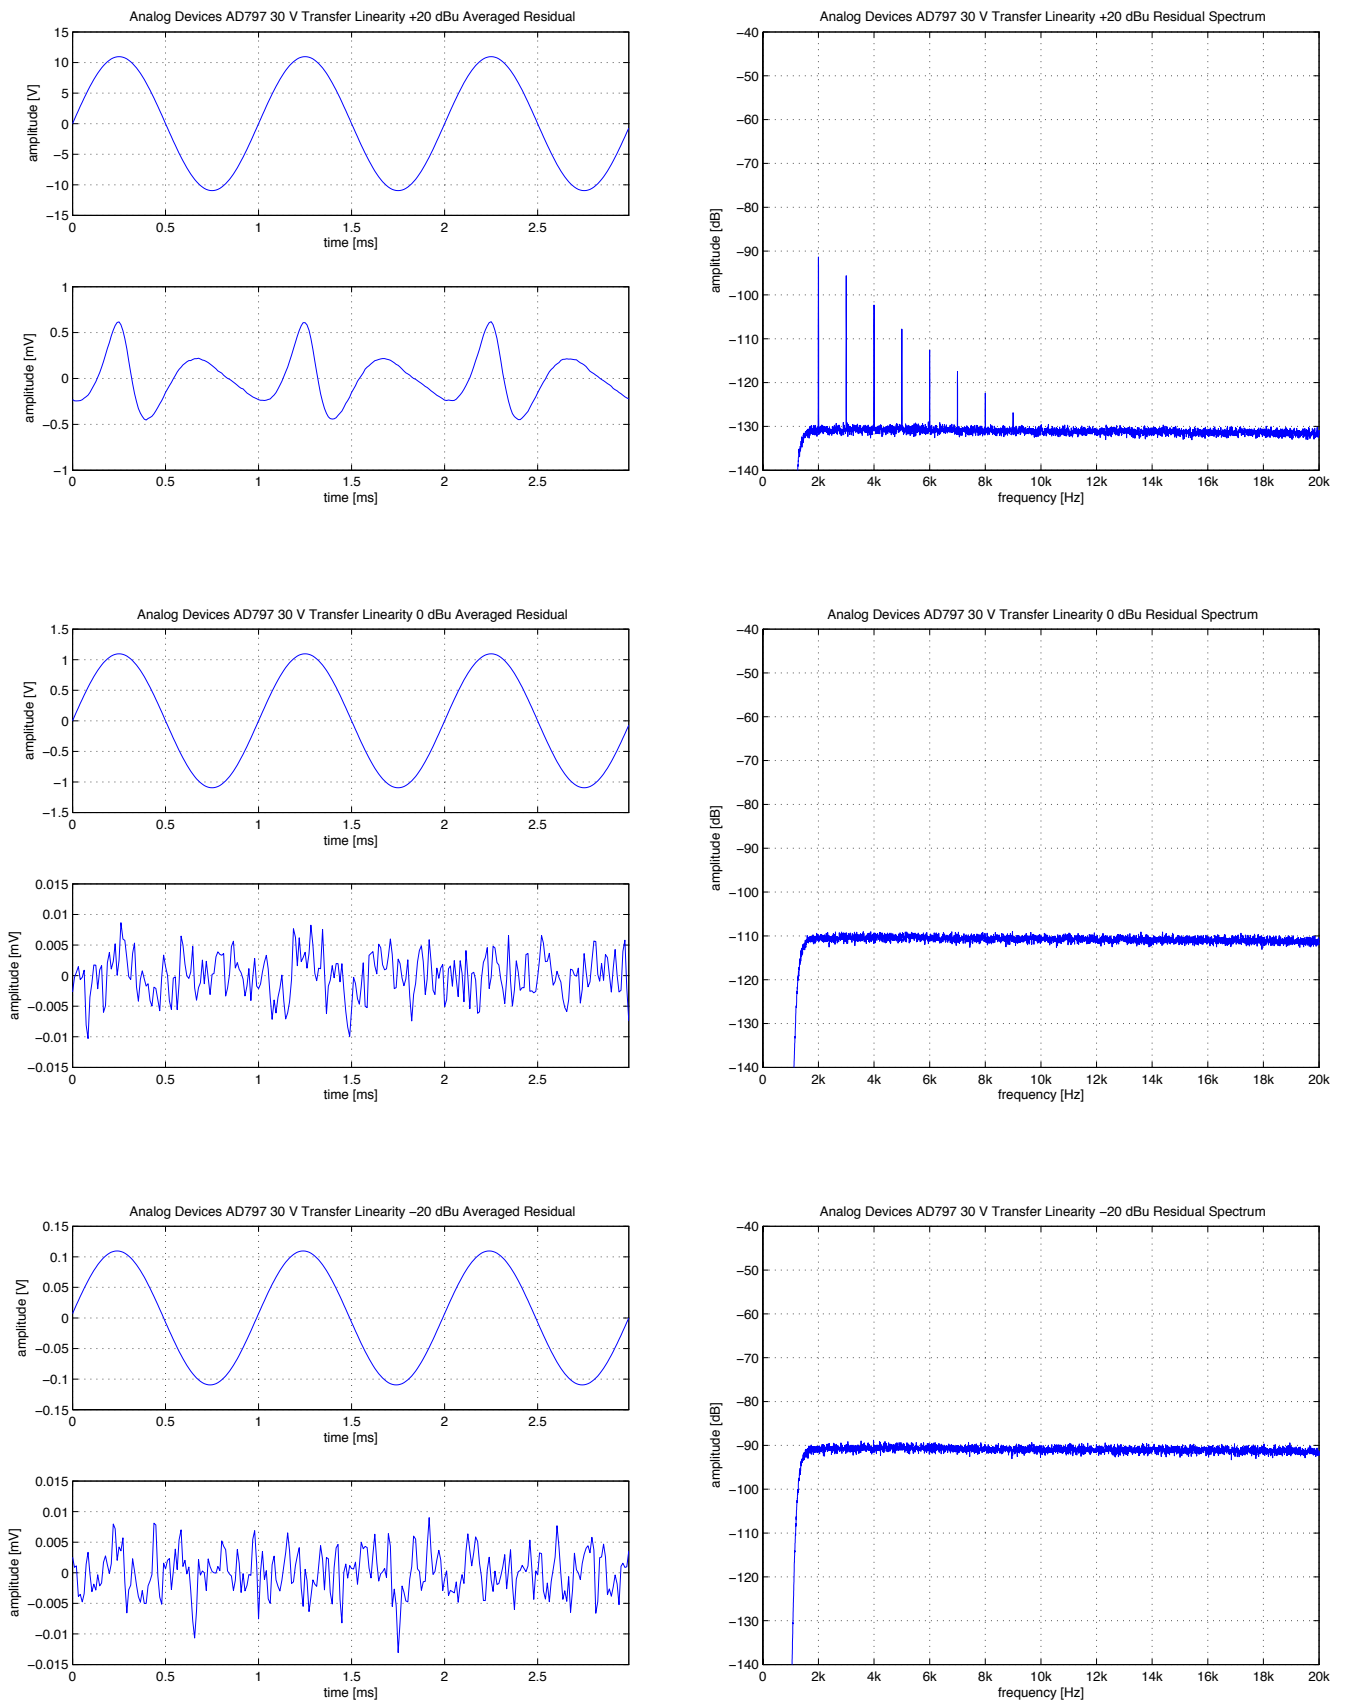 Analog Devices AD797 30 V Transfer Linearity +20 dBu Averaged Residual
15
10
5
0
−5
−10
−15
amplitude [V]
0 0.5 1 1.5 2 2.5
time [ms]
1
0.5
0
−0.5
−1
amplitude [mV]
0 0.5 1 1.5 2 2.5
time [ms]
Analog Devices AD797 30 V Transfer Linearity +20 dBu Residual Spectrum
−40
−50
−60
−70
−80
−90
−100
−110
−120
−130
−140
amplitude [dB]
0 2k 4k 6k 8k 10k 12k 14k 16k 18k 20k
frequency [Hz]
Analog Devices AD797 30 V Transfer Linearity 0 dBu Averaged Residual
1.5
1
0.5
0
−0.5
−1
−1.5
amplitude [V]
0 0.5 1 1.5 2 2.5
time [ms]
0.015
0.01
0.005
0
−0.005
−0.01
−0.015
amplitude [mV]
0 0.5 1 1.5 2 2.5
time [ms]
Analog Devices AD797 30 V Transfer Linearity 0 dBu Residual Spectrum
−40
−50
−60
−70
−80
−90
−100
−110
−120
−130
−140
amplitude [dB]
0 2k 4k 6k 8k 10k 12k 14k 16k 18k 20k
frequency [Hz]
Analog Devices AD797 30 V Transfer Linearity −20 dBu Averaged Residual
0.15
0.1
0.05
0
−0.05
−0.1
−0.15
amplitude [V]
0 0.5 1 1.5 2 2.5
time [ms]
0.015
0.01
0.005
0
−0.005
−0.01
−0.015
amplitude [mV]
0 0.5 1 1.5 2 2.5
time [ms]
Analog Devices AD797 30 V Transfer Linearity −20 dBu Residual Spectrum
−40
−50
−60
−70
−80
−90
−100
−110
−120
−130
−140
amplitude [dB]
0 2k 4k 6k 8k 10k 12k 14k 16k 18k 20k
frequency [Hz]